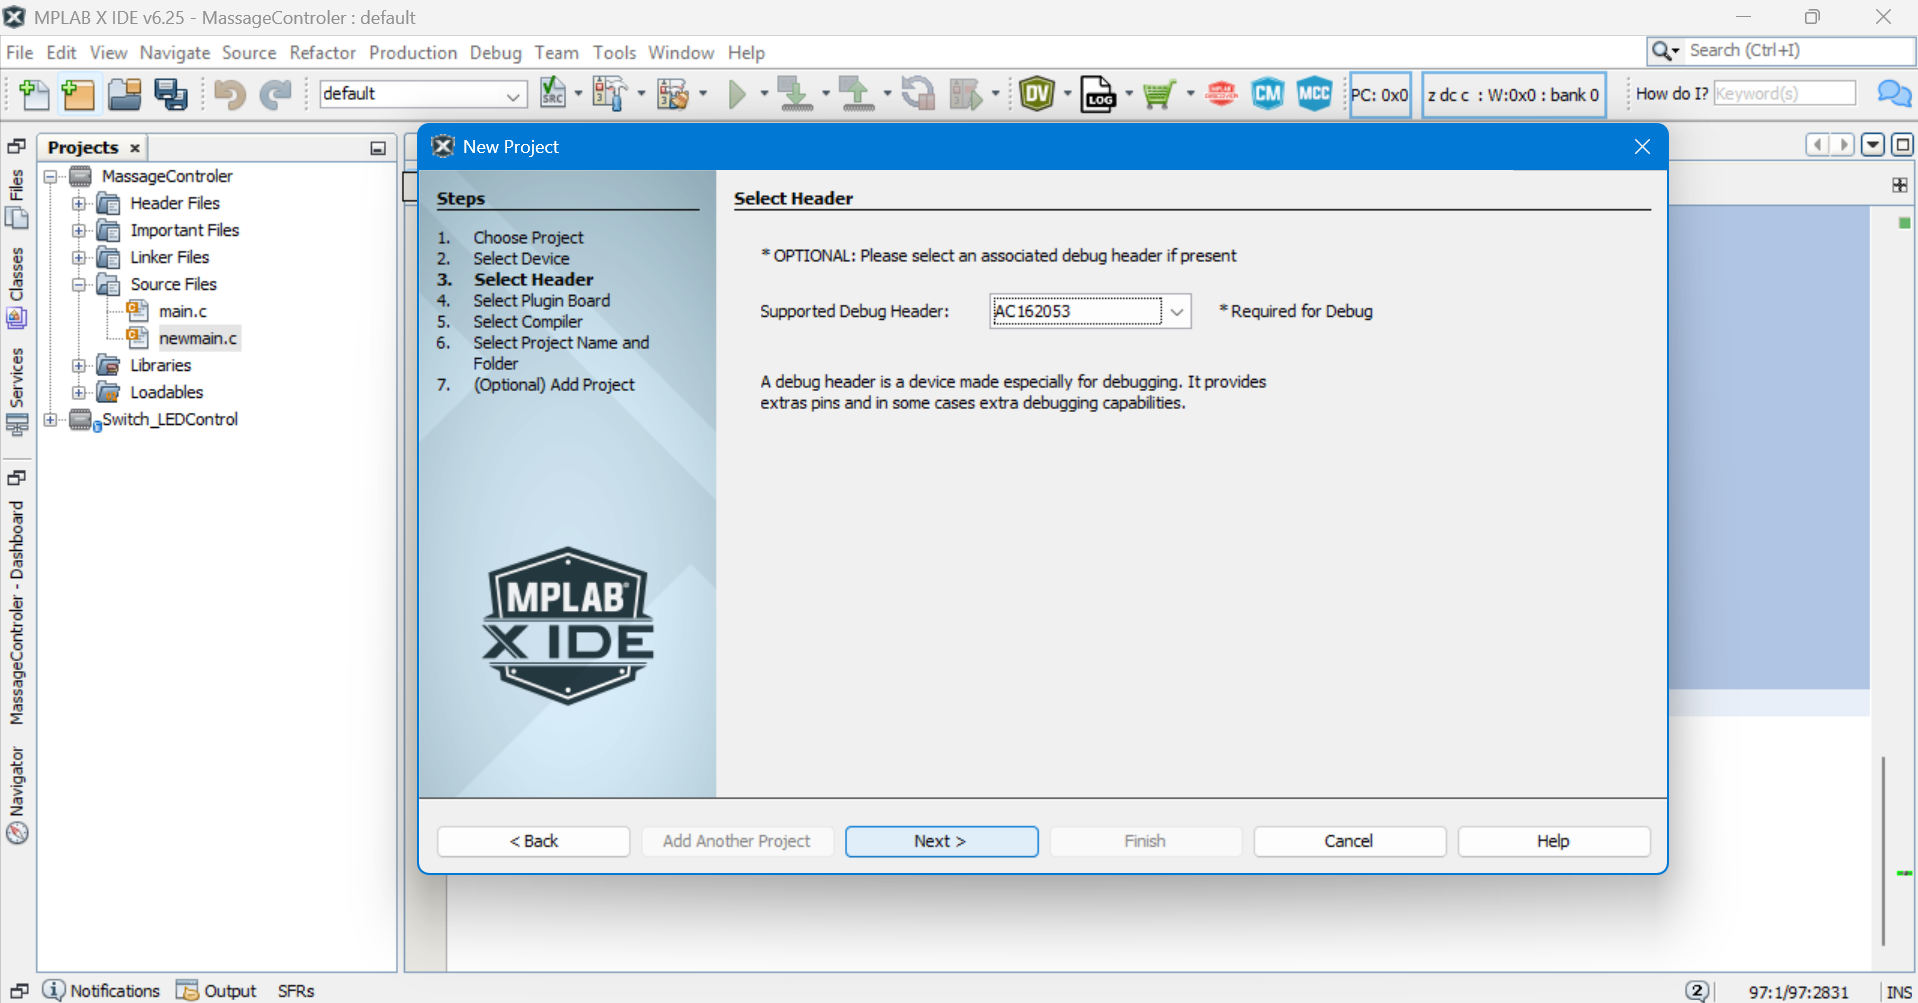 MPLAB X IDE v6.25 - MassageControler : default
File Edit View Navigate Source Refactor Production Debug Team Tools Window Help
Search (Ctrl+I)
default
SRC
DV
LOG
CM
MCC
PC: 0x0
z dc c : W:0x0 : bank 0
How do I? Keyword(s)
Projects
Files
Classes
Services
MassageControler - Dashboard
Navigator
MassageControler
Header Files
Important Files
Linker Files
Source Files
main.c
newmain.c
Libraries
Loadables
Switch_LEDControl
New Project
Steps
1. Choose Project
2. Select Device
3. Select Header
4. Select Plugin Board
5. Select Compiler
6. Select Project Name and
Folder
7. (Optional) Add Project
MPLAB®
X IDE
Select Header
* OPTIONAL: Please select an associated debug header if present
Supported Debug Header: AC162053 * Required for Debug
A debug header is a device made especially for debugging. It provides
extras pins and in some cases extra debugging capabilities.
< Back Add Another Project Next > Finish Cancel Help
Notifications Output SFRs
2 97:1/97:2831 INS